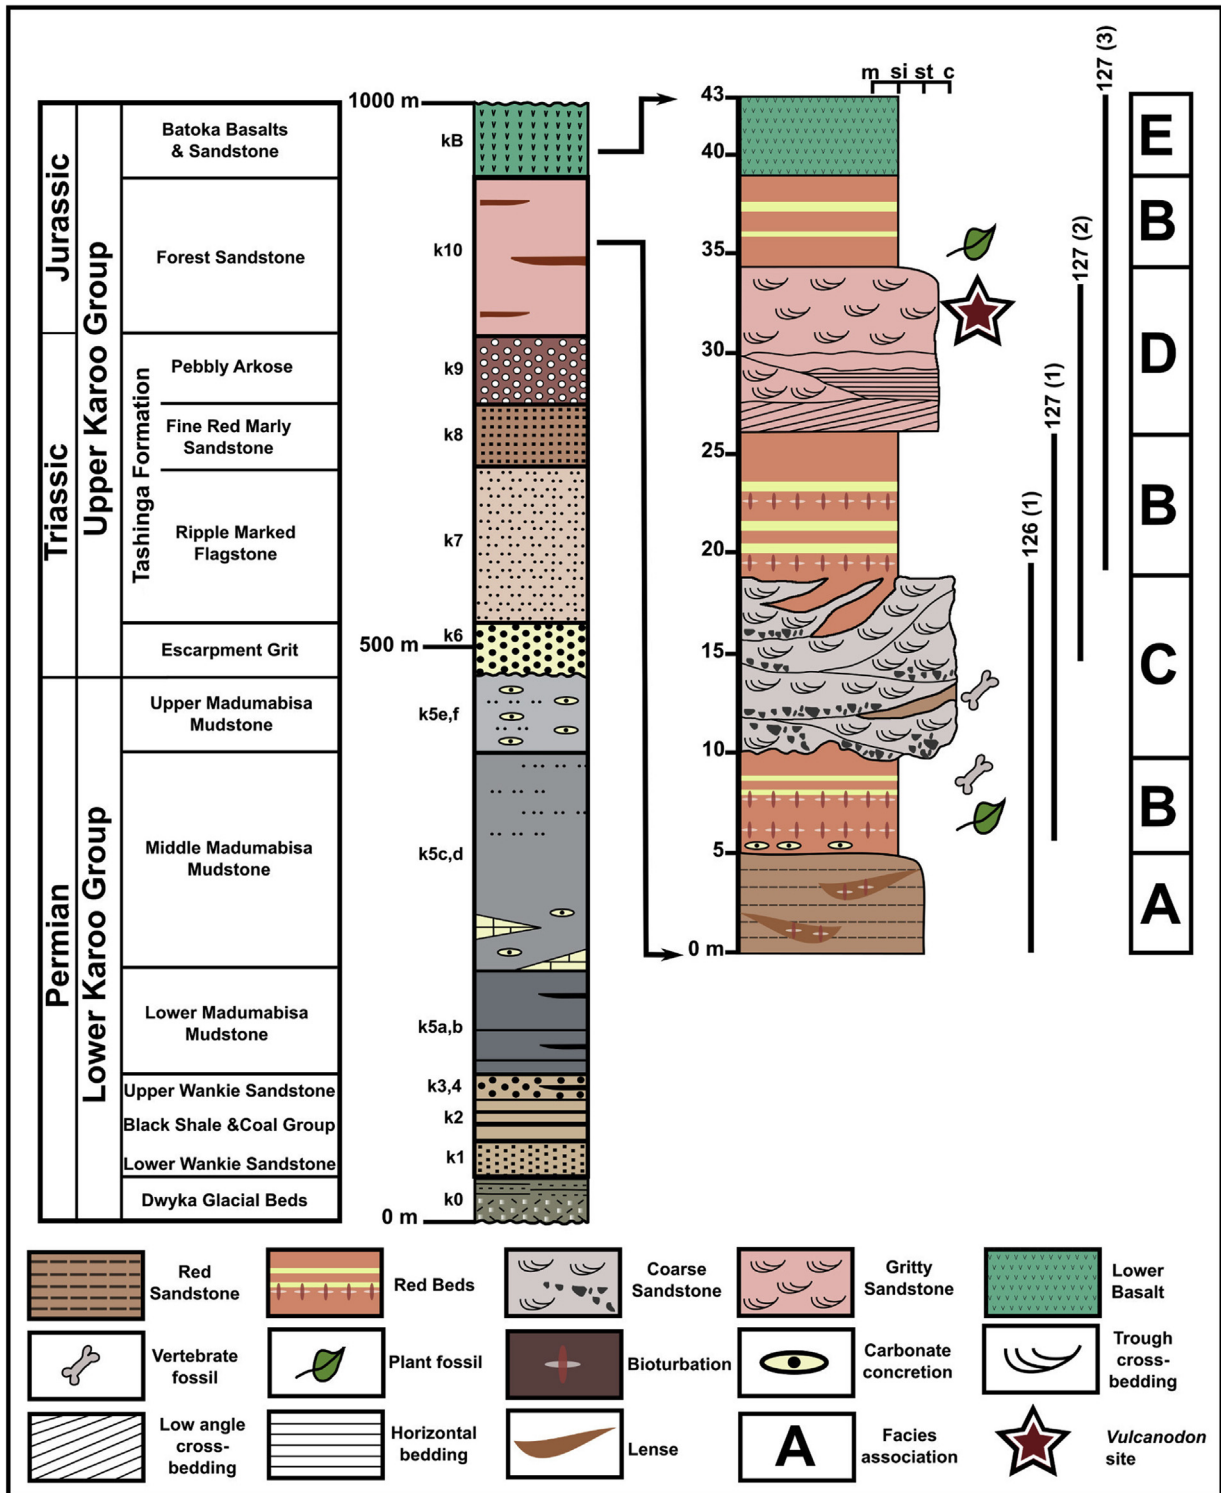 Jurassic
Triassic
Permian
Upper Karoo Group
Lower Karoo Group
Tashinga Formation
Batoka Basalts
& Sandstone
Forest Sandstone
Pebbly Arkose
Fine Red Marly
Sandstone
Ripple Marked
Flagstone
Escarpment Grit
Upper Madumabisa
Mudstone
Middle Madumabisa
Mudstone
Lower Madumabisa
Mudstone
Upper Wankie Sandstone
Black Shale &Coal Group
Lower Wankie Sandstone
Dwyka Glacial Beds
1000 m
500 m
0 m
kB
k10
k9
k8
k7
k6
k5e,f
k5c,d
k5a,b
k3,4
k2
k1
k0
m si st c
43
40
35
30
25
20
15
10
5
0 m
126 (1)
127 (1)
127 (2)
127 (3)
E
B
D
B
C
B
A
Red
Sandstone
Red Beds
Coarse
Sandstone
Gritty
Sandstone
Lower
Basalt
Vertebrate
fossil
Plant fossil
Bioturbation
Carbonate
concretion
Trough
cross-
bedding
Low angle
cross-
bedding
Horizontal
bedding
Lense
A
Facies
association
Vulcanodon
site